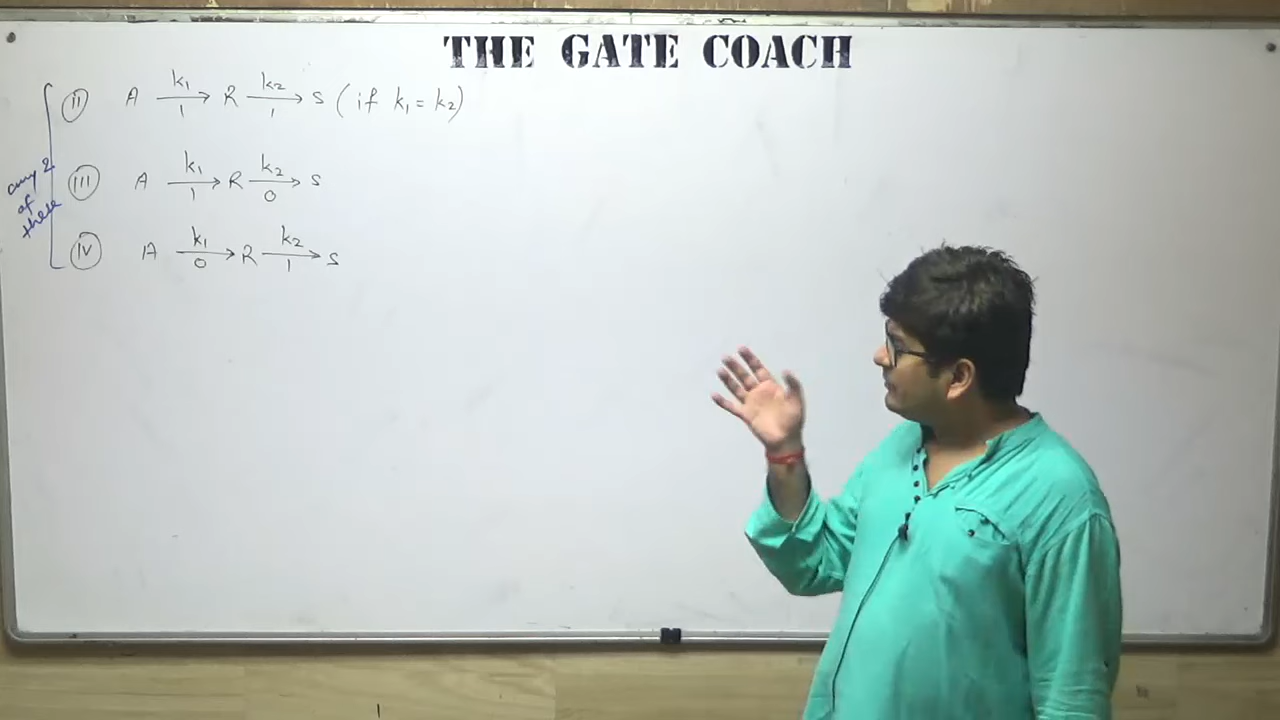 THE GATE COACH
(II) A —k₁/1→ R —k₂/1→ S (if k₁ = k₂)
(III) A —k₁/1→ R —k₂/0→ S
(IV) A —k₁/0→ R —k₂/1→ S
any 2
of
these